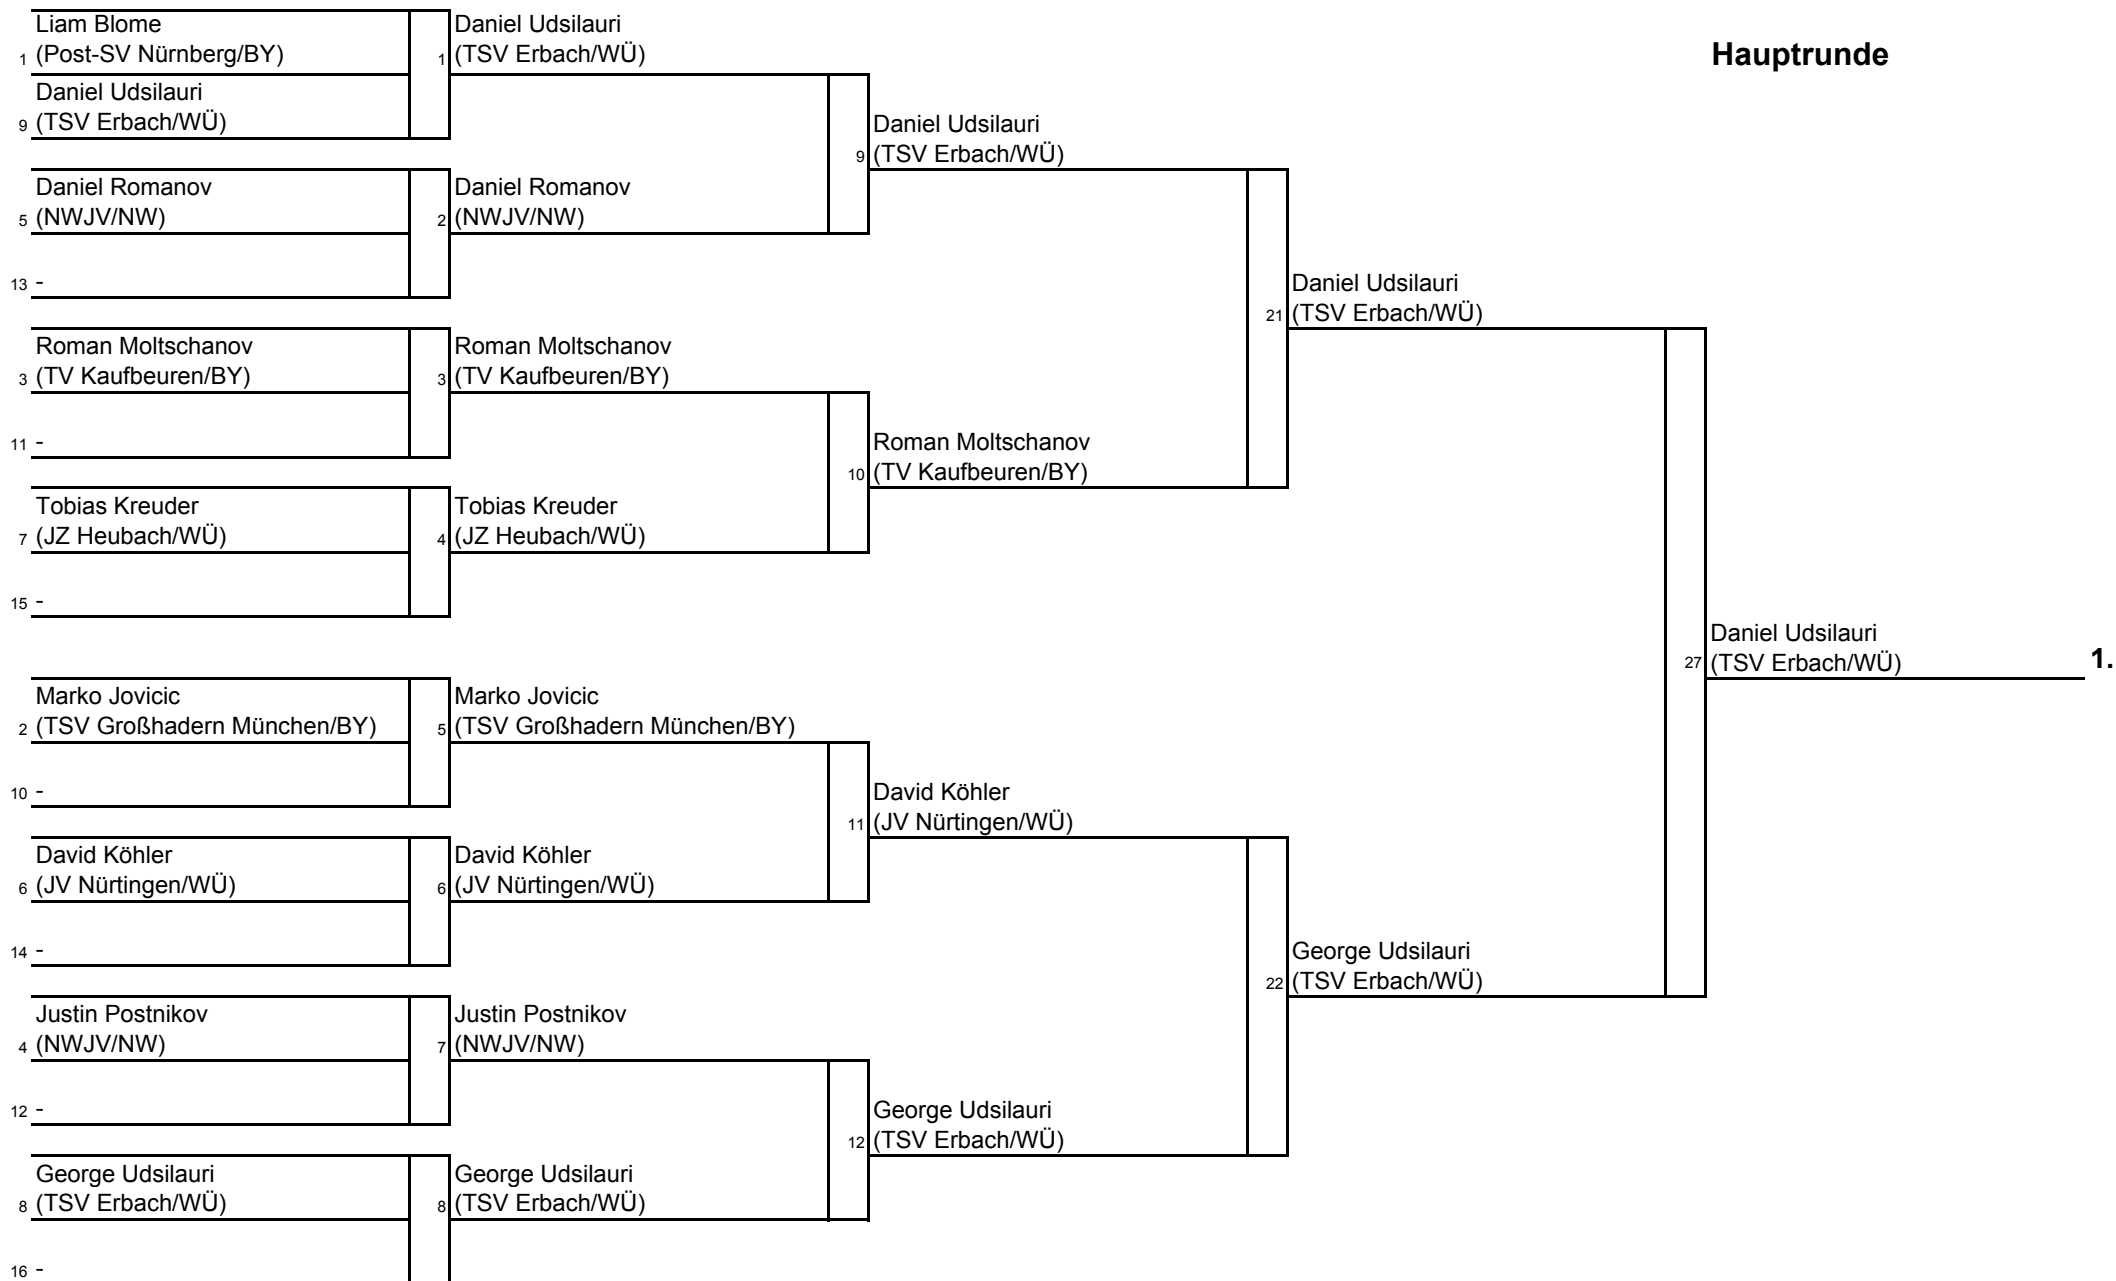 Hauptrunde
Liam Blome
1 (Post-SV Nürnberg/BY)
Daniel Udsilauri
9 (TSV Erbach/WÜ)
Daniel Romanov
5 (NWJV/NW)
13 -
Roman Moltschanov
3 (TV Kaufbeuren/BY)
11 -
Tobias Kreuder
7 (JZ Heubach/WÜ)
15 -
Marko Jovicic
2 (TSV Großhadern München/BY)
10 -
David Köhler
6 (JV Nürtingen/WÜ)
14 -
Justin Postnikov
4 (NWJV/NW)
12 -
George Udsilauri
8 (TSV Erbach/WÜ)
16 -
Daniel Udsilauri
1 (TSV Erbach/WÜ)
Daniel Romanov
2 (NWJV/NW)
Roman Moltschanov
3 (TV Kaufbeuren/BY)
Tobias Kreuder
4 (JZ Heubach/WÜ)
Marko Jovicic
5 (TSV Großhadern München/BY)
David Köhler
6 (JV Nürtingen/WÜ)
Justin Postnikov
7 (NWJV/NW)
George Udsilauri
8 (TSV Erbach/WÜ)
Daniel Udsilauri
9 (TSV Erbach/WÜ)
Roman Moltschanov
10 (TV Kaufbeuren/BY)
David Köhler
11 (JV Nürtingen/WÜ)
George Udsilauri
12 (TSV Erbach/WÜ)
Daniel Udsilauri
21 (TSV Erbach/WÜ)
George Udsilauri
22 (TSV Erbach/WÜ)
Daniel Udsilauri
27 (TSV Erbach/WÜ) 1.